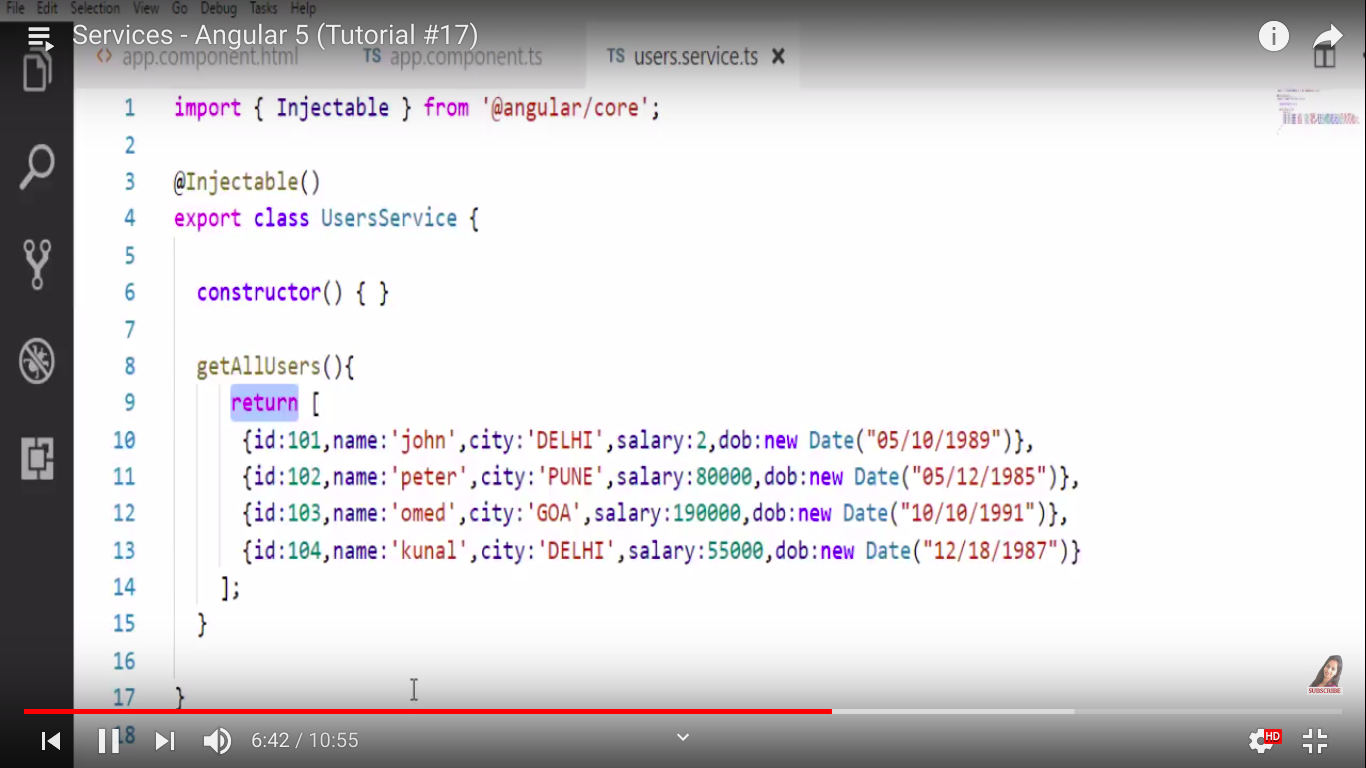 File Edit Selection View Go Debug Tasks Help
Services - Angular 5 (Tutorial #17)
<> app.component.html TS app.component.ts TS users.service.ts
1 import { Injectable } from '@angular/core';
2
3 @Injectable()
4 export class UsersService {
5
6 constructor() { }
7
8 getAllUsers(){
9 return [
10 {id:101,name:'john',city:'DELHI',salary:2,dob:new Date("05/10/1989")},
11 {id:102,name:'peter',city:'PUNE',salary:80000,dob:new Date("05/12/1985")},
12 {id:103,name:'omed',city:'GOA',salary:190000,dob:new Date("10/10/1991")},
13 {id:104,name:'kunal',city:'DELHI',salary:55000,dob:new Date("12/18/1987")}
14 ];
15 }
16
SUBSCRIBE
17 }
18
6:42 / 10:55
HD